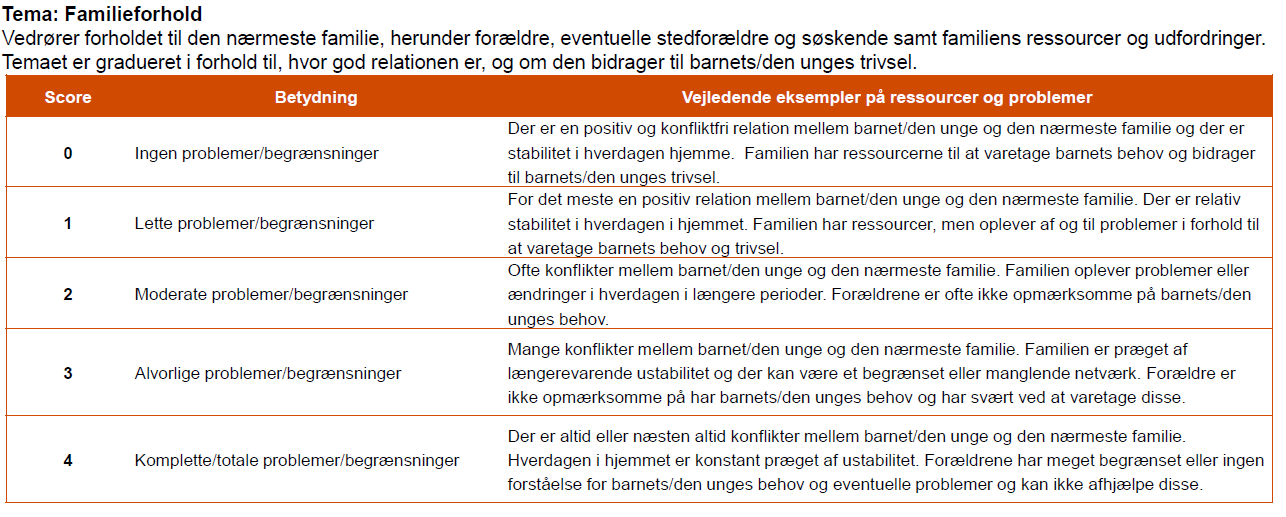 Tema: Familieforhold
Vedrører forholdet til den nærmeste familie, herunder forældre, eventuelle stedforældre og søskende samt familiens ressourcer og udfordringer.
Temaet er gradueret i forhold til, hvor god relationen er, og om den bidrager til barnets/den unges trivsel.
Score Betydning Vejledende eksempler på ressourcer og problemer
Der er en positiv og konfliktfri relation mellem barnet/den unge og den nærmeste familie og der er
0 Ingen problemer/begrænsninger stabilitet i hverdagen hjemme. Familien har ressourcerne til at varetage barnets behov og bidrager
til barnets/den unges trivsel.
For det meste en positiv relation mellem barnet/den unge og den nærmeste familie. Der er relativ
1 Lette problemer/begrænsninger stabilitet i hverdagen i hjemmet. Familien har ressourcer, men oplever af og til problemer i forhold til
at varetage barnets behov og trivsel.
Ofte konflikter mellem barnet/den unge og den nærmeste familie. Familien oplever problemer eller
2 Moderate problemer/begrænsninger ændringer i hverdagen i længere perioder. Forældrene er ofte ikke opmærksomme på barnets/den
unges behov.
Mange konflikter mellem barnet/den unge og den nærmeste familie. Familien er præget af
3 Alvorlige problemer/begrænsninger længerevarende ustabilitet og der kan være et begrænset eller manglende netværk. Forældre er
ikke opmærksomme på har barnets/den unges behov og har svært ved at varetage disse.
Der er altid eller næsten altid konflikter mellem barnet/den unge og den nærmeste familie.
4 Komplette/totale problemer/begrænsninger Hverdagen i hjemmet er konstant præget af ustabilitet. Forældrene har meget begrænset eller ingen
forståelse for barnets/den unges behov og eventuelle problemer og kan ikke afhjælpe disse.